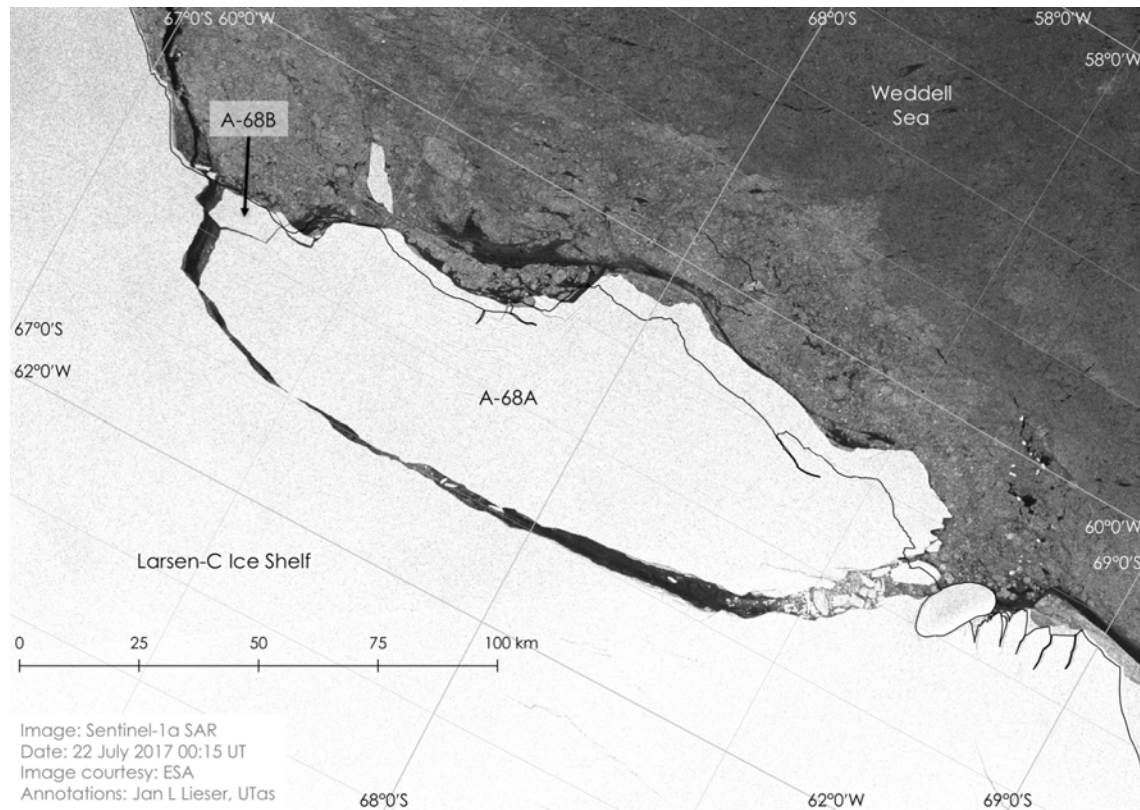 67°0'S 60°0'W
68°0'S
58°0'W
58°0'W
Weddell
Sea
A-68B
67°0'S
62°0'W
A-68A
60°0'W
69°0'S
Larsen-C Ice Shelf
0 25 50 75 100 km
Image: Sentinel-1a SAR
Date: 22 July 2017 00:15 UT
Image courtesy: ESA
Annotations: Jan L Lieser, UTas
68°0'S
62°0'W
69°0'S